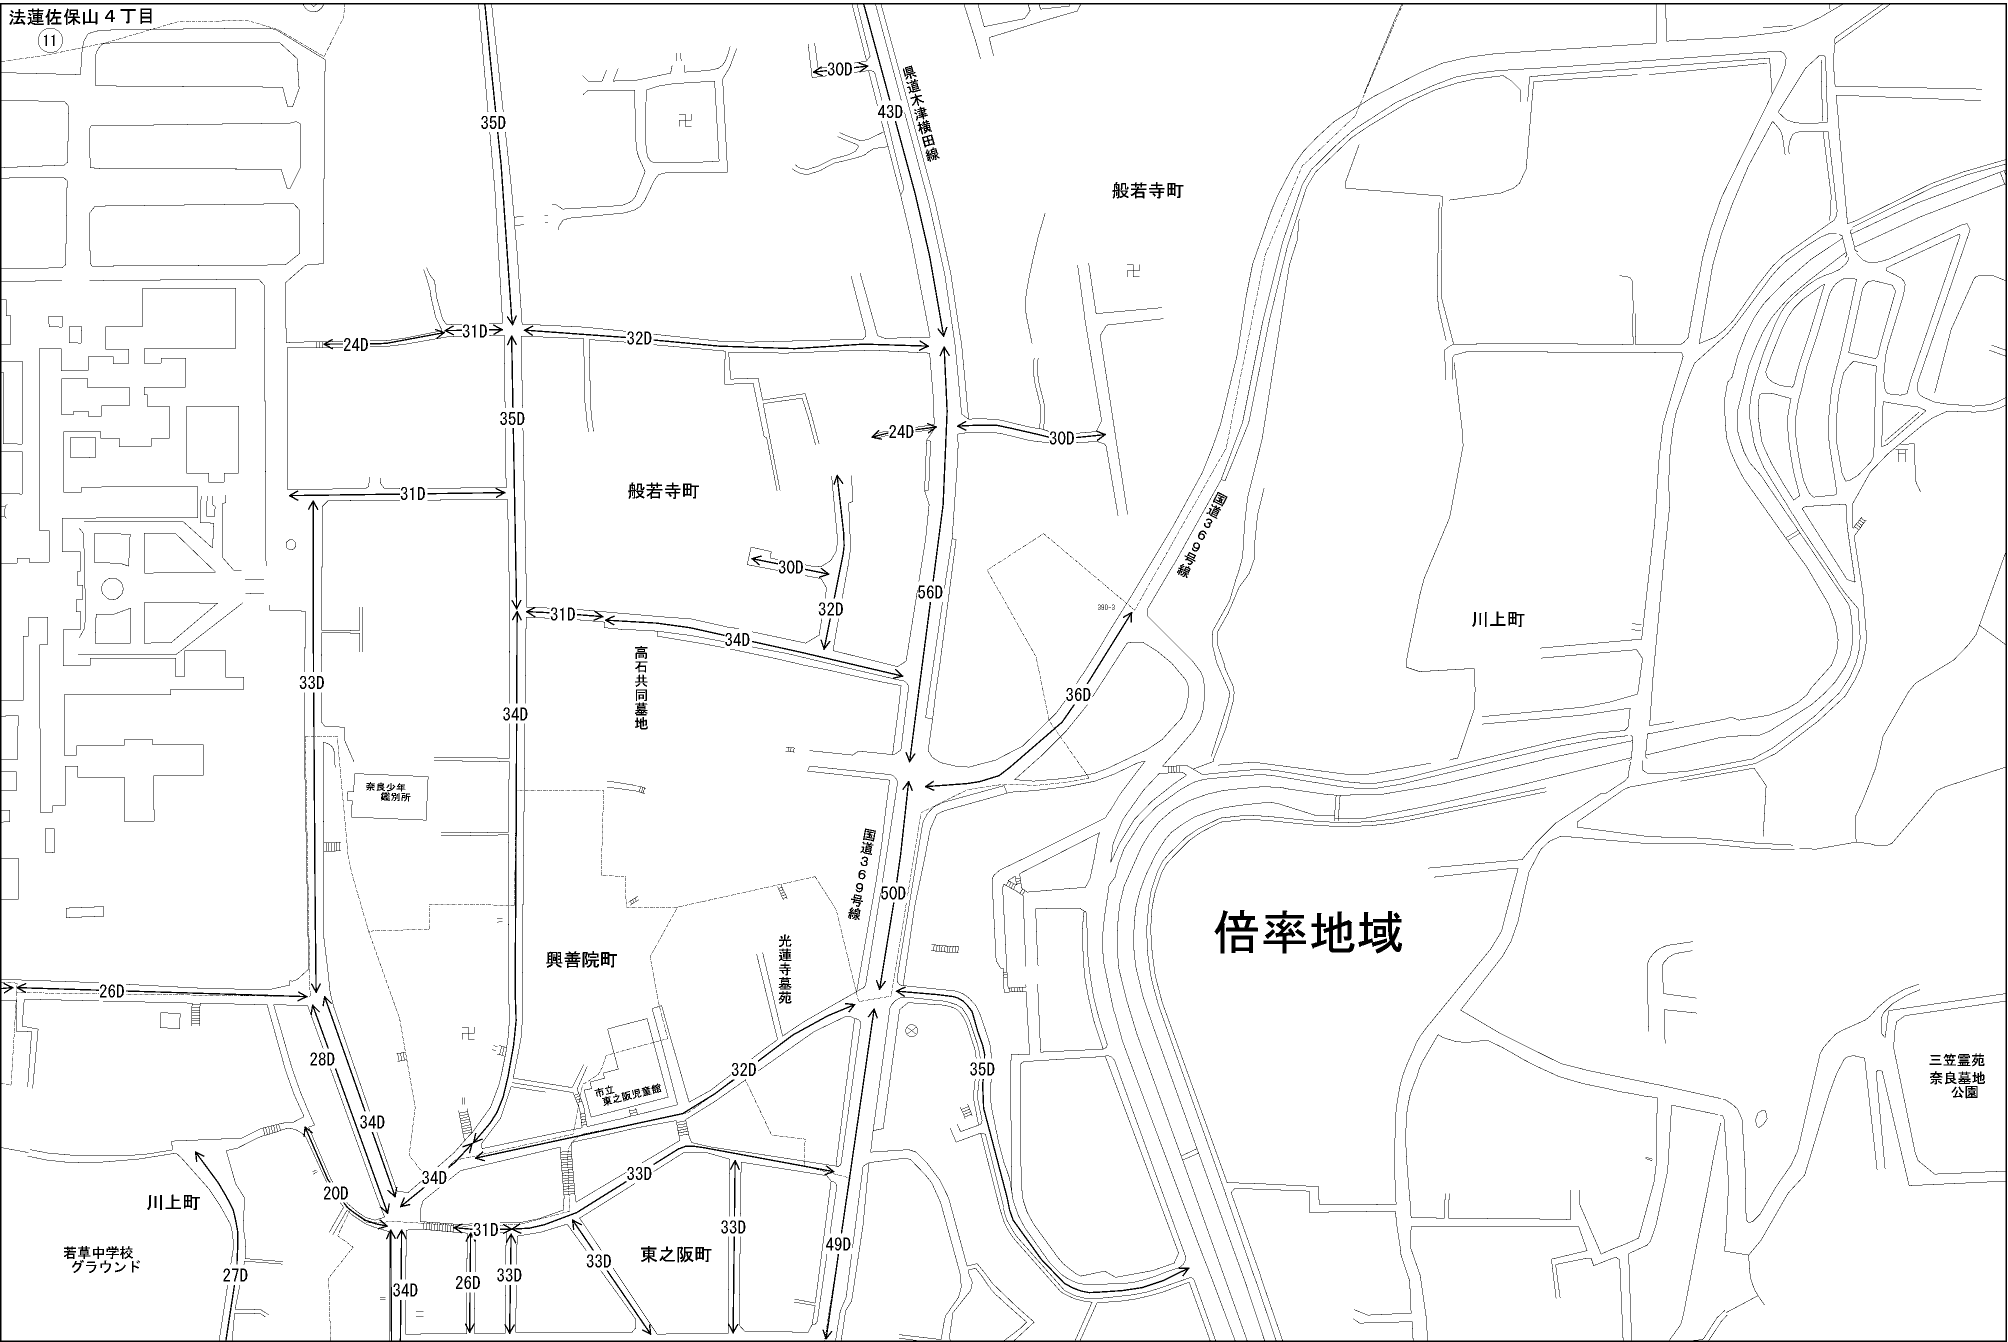 法蓮佐保山４丁目
11
30D
県道木津横田線
43D
35D
般若寺町
31D
32D
24D
35D
24D
30D
31D
般若寺町
国道３６９号線
30D
56D
32D
31D
390-3
川上町
34D
高石共同墓地
33D
36D
34D
奈良少年
鑑別所
国道３６９号線
50D
倍率地域
光蓮寺墓苑
興善院町
26D
28D
32D
35D
三笠霊苑
奈良墓地
公園
市立
東之阪児童館
34D
34D
33D
20D
川上町
31D
33D
49D
東之阪町
若草中学校
グラウンド
27D
34D
26D
33D
33D